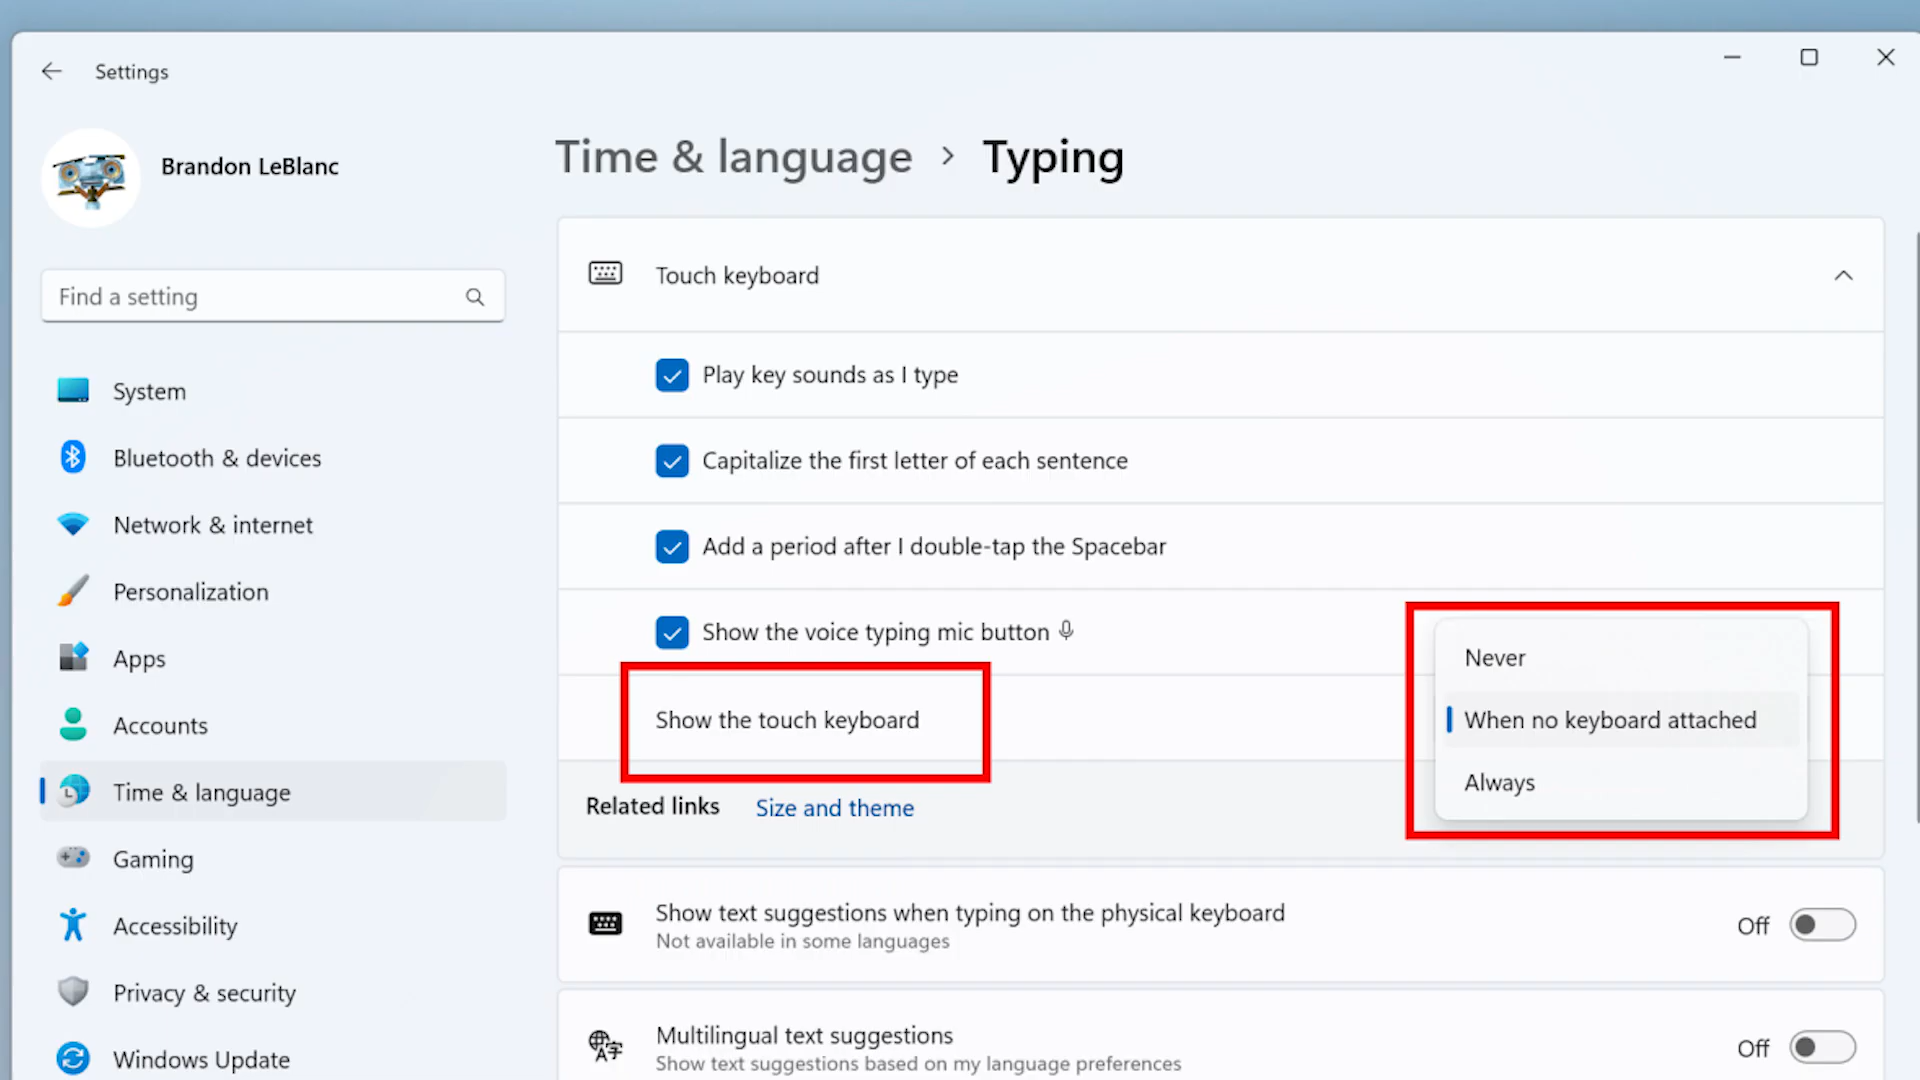 Settings
Brandon LeBlanc
Find a setting
System
Bluetooth & devices
Network & internet
Personalization
Apps
Accounts
Time & language
Gaming
Accessibility
Privacy & security
Windows Update
Time & language > Typing
Touch keyboard
Play key sounds as I type
Capitalize the first letter of each sentence
Add a period after I double-tap the Spacebar
Show the voice typing mic button
Show the touch keyboard
Never
When no keyboard attached
Always
Related links Size and theme
Show text suggestions when typing on the physical keyboard
Not available in some languages
Off
Multilingual text suggestions
Show text suggestions based on my language preferences
Off